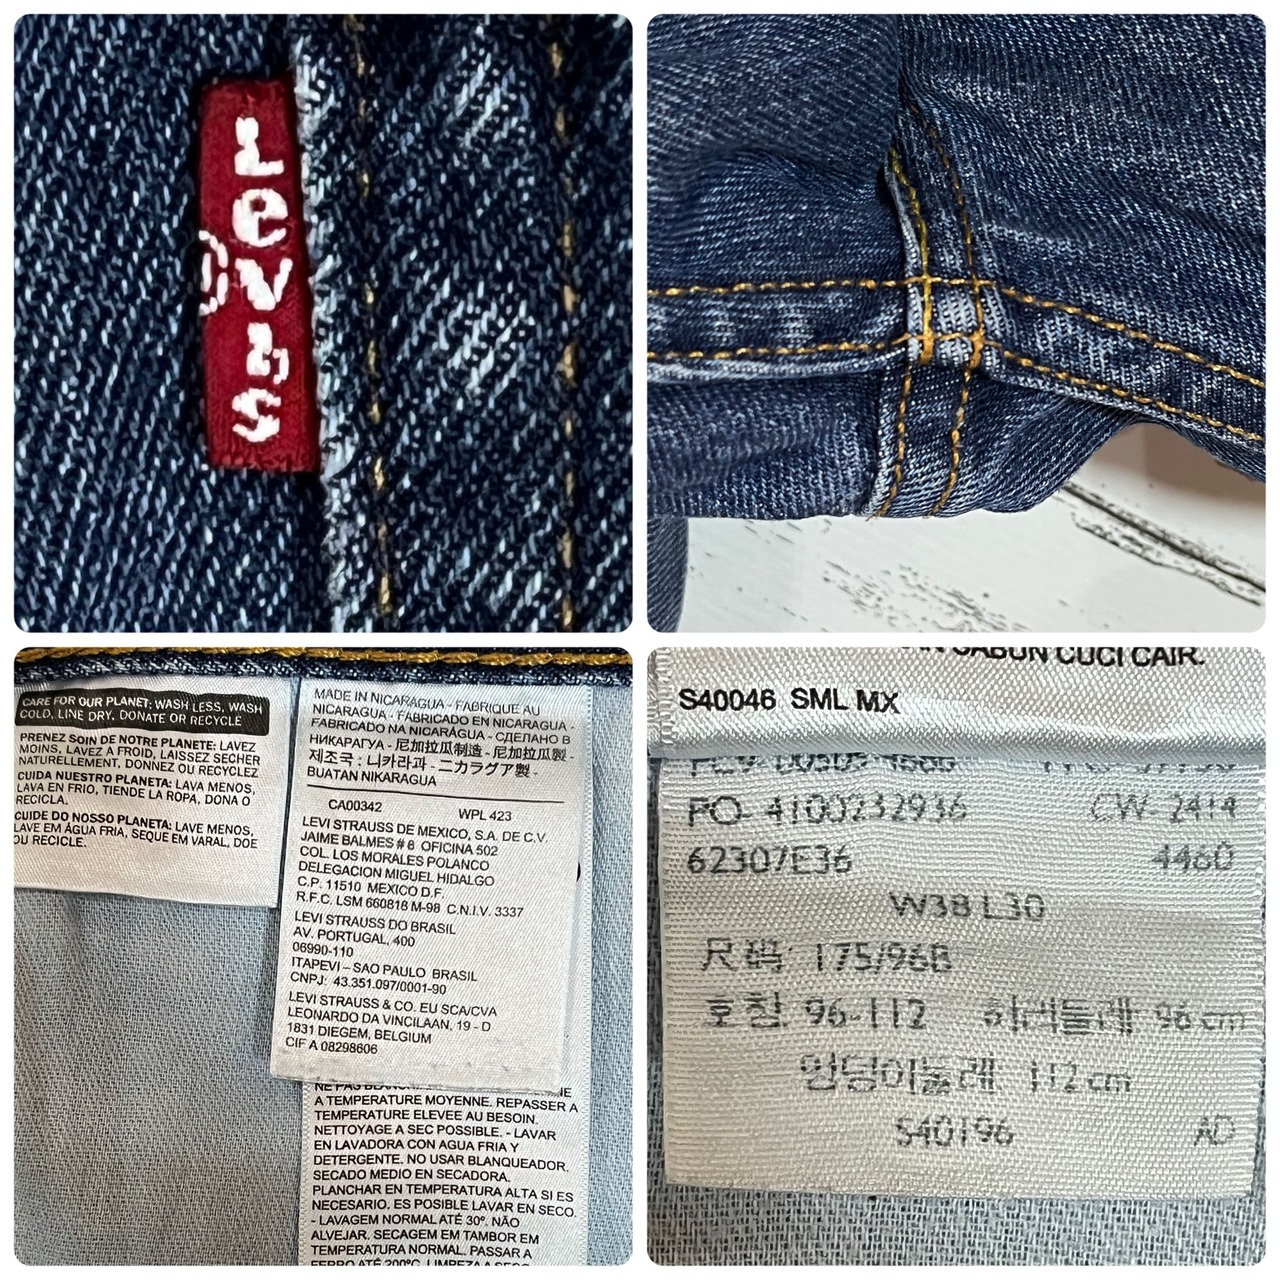 Levi's
®
CARE FOR OUR PLANET: WASH LESS, WASH
COLD, LINE DRY, DONATE OR RECYCLE
PRENEZ SOIN DE NOTRE PLANETE: LAVEZ
MOINS, LAVEZ A FROID, LAISSEZ SECHER
NATURELLEMENT, DONNEZ OU RECYCLEZ
CUIDA NUESTRO PLANETA: LAVA MENOS,
LAVA EN FRIO, TIENDE LA ROPA, DONA O
RECICLA.
CUIDE DO NOSSO PLANETA: LAVE MENOS,
LAVE EM ÁGUA FRIA, SEQUE EM VARAL, DOE
OU RECICLE.
MADE IN NICARAGUA - FABRIQUE AU
NICARAGUA - FABRICADO EN NICARAGUA -
FABRICADO NA NICARÁGUA - СДЕЛАНО В
НИКАРАГУА - 尼加拉瓜制造 - 尼加拉瓜製 -
제조국 : 니카라과 - ニカラグア製 -
BUATAN NIKARAGUA
CA00342 WPL 423
LEVI STRAUSS DE MEXICO, S.A. DE C.V.
JAIME BALMES # 8 OFICINA 502
COL. LOS MORALES POLANCO
DELEGACION MIGUEL HIDALGO
C.P. 11510 MEXICO D.F.
R.F.C. LSM 660818 M-98 C.N.I.V. 3337
LEVI STRAUSS DO BRASIL
AV. PORTUGAL, 400
06990-110
ITAPEVI – SAO PAULO BRASIL
CNPJ: 43.351.097/0001-90
LEVI STRAUSS & CO. EU SCA/CVA
LEONARDO DA VINCILAAN, 19 - D
1831 DIEGEM, BELGIUM
CIF A 08298606
A TEMPERATURE MOYENNE. REPASSER A
TEMPERATURE ELEVEE AU BESOIN.
NETTOYAGE A SEC POSSIBLE. - LAVAR
EN LAVADORA CON AGUA FRIA Y
DETERGENTE. NO USAR BLANQUEADOR.
SECADO MEDIO EN SECADORA.
PLANCHAR EN TEMPERATURA ALTA SI ES
NECESARIO. ES POSIBLE LAVAR EN SECO.
- LAVAGEM NORMAL ATÉ 30º. NÃO
ALVEJAR. SECAGEM EM TAMBOR EM
TEMPERATURA NORMAL. PASSAR A
FERRO ATÉ 200ºC. LIMPEZA A SECO
SABUN CUCI CAIR.
S40046 SML MX
PO- 4100232936 CW- 2414
62307E36 4460
W38 L30
尺码: 175/96B
호칭 96-112 허리둘레 96 cm
엉덩이둘레 112 cm
S40196 AD